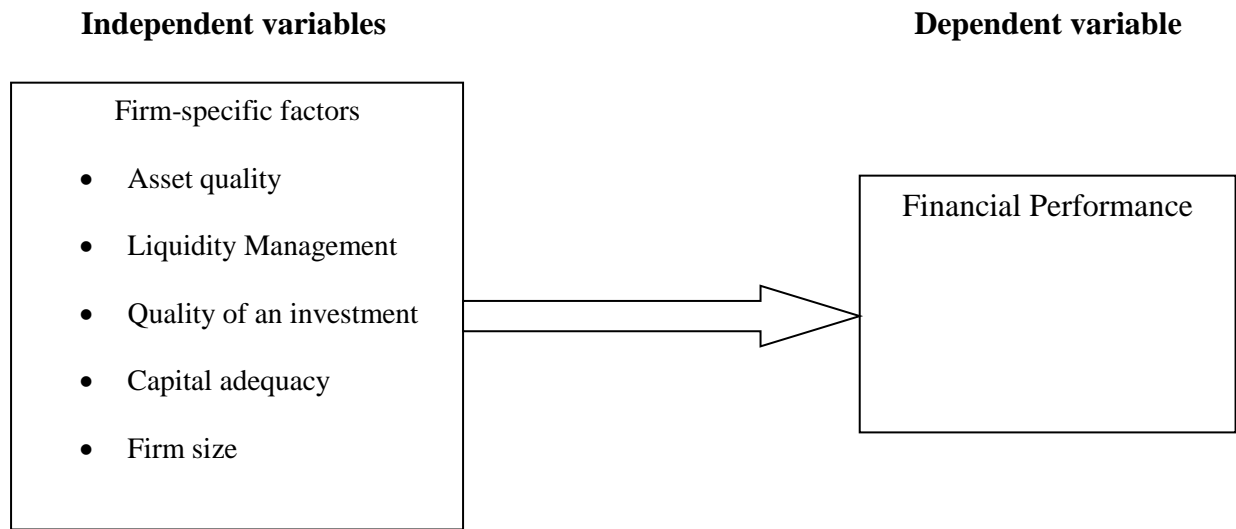 Independent variables
Dependent variable
Firm-specific factors
• Asset quality
• Liquidity Management
• Quality of an investment
• Capital adequacy
• Firm size
Financial Performance